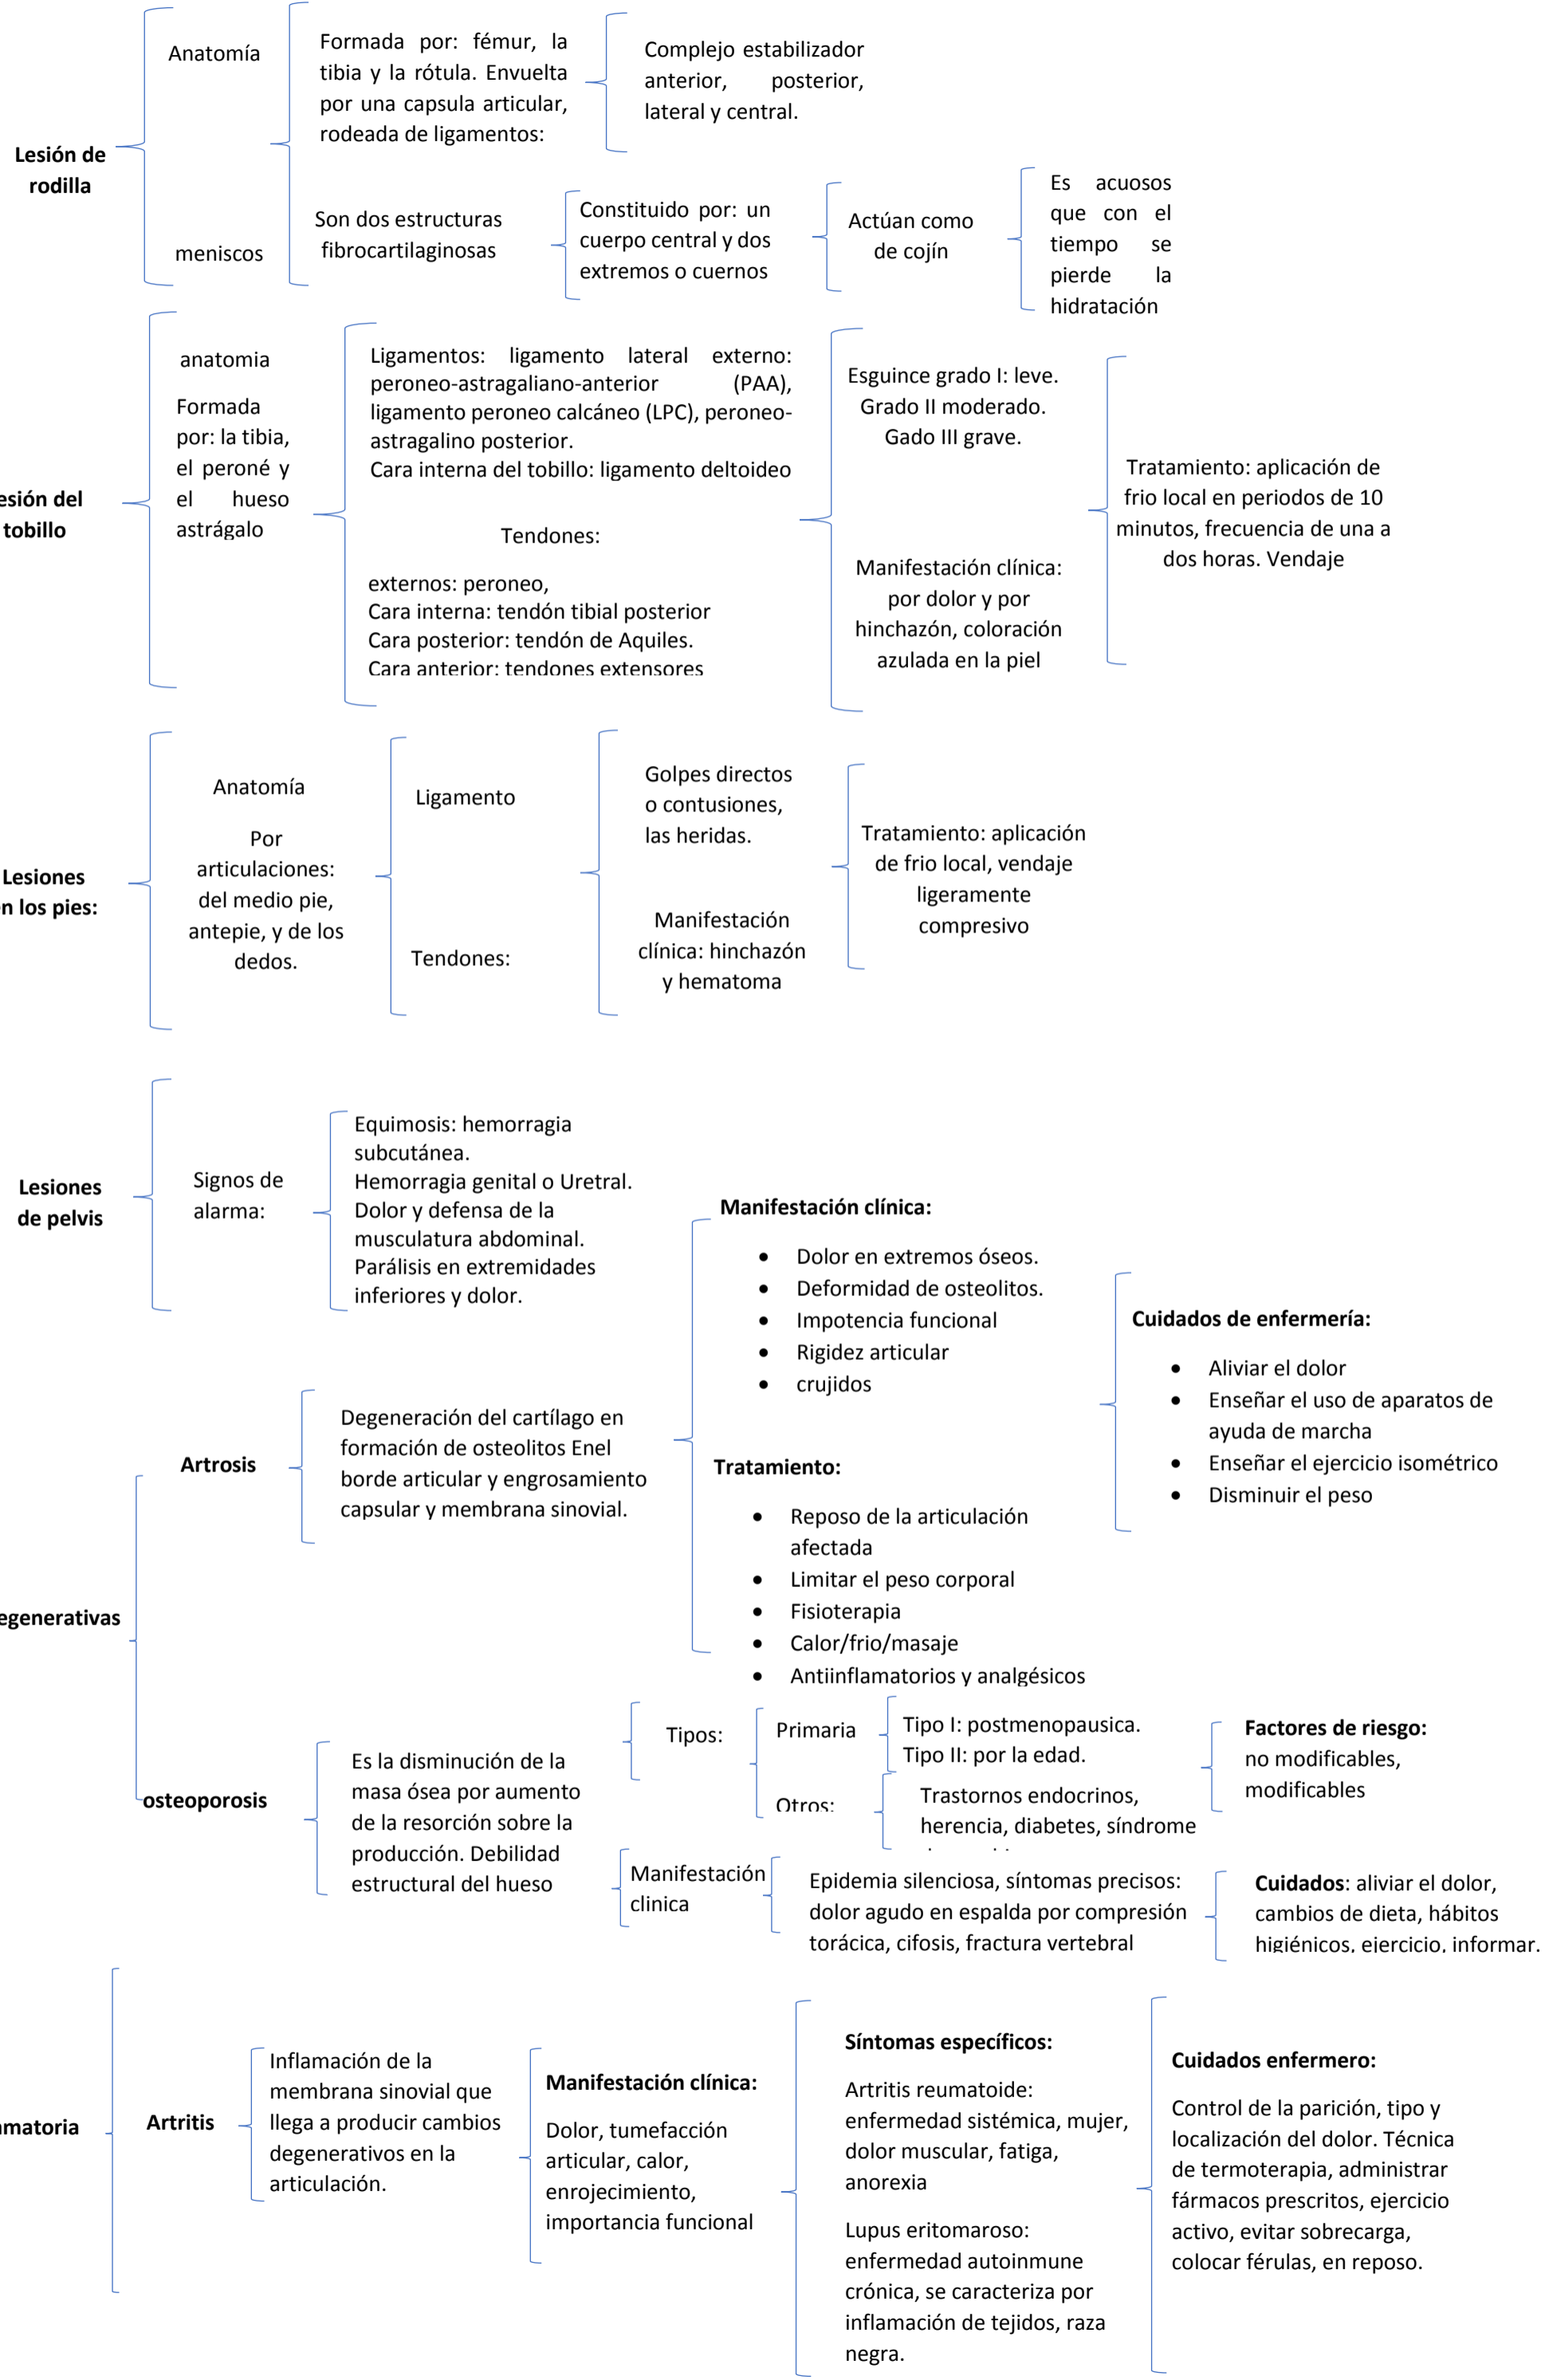 Lesión de
rodilla
Anatomía
Formada por: fémur, la
tibia y la rótula. Envuelta
por una capsula articular,
rodeada de ligamentos:
Complejo estabilizador
anterior, posterior,
lateral y central.
meniscos
Son dos estructuras
fibrocartilaginosas
Constituido por: un
cuerpo central y dos
extremos o cuernos
Actúan como
de cojín
Es acuosos
que con el
tiempo se
pierde la
hidratación
esión del
tobillo
anatomia
Formada
por: la tibia,
el peroné y
el hueso
astrágalo
Ligamentos: ligamento lateral externo:
peroneo-astragaliano-anterior (PAA),
ligamento peroneo calcáneo (LPC), peroneo-
astragalino posterior.
Cara interna del tobillo: ligamento deltoideo
Tendones:
externos: peroneo,
Cara interna: tendón tibial posterior
Cara posterior: tendón de Aquiles.
Cara anterior: tendones extensores
Esguince grado I: leve.
Grado II moderado.
Gado III grave.
Manifestación clínica:
por dolor y por
hinchazón, coloración
azulada en la piel
Tratamiento: aplicación de
frio local en periodos de 10
minutos, frecuencia de una a
dos horas. Vendaje
Lesiones
n los pies:
Anatomía
Por
articulaciones:
del medio pie,
antepie, y de los
dedos.
Ligamento
Tendones:
Golpes directos
o contusiones,
las heridas.
Manifestación
clínica: hinchazón
y hematoma
Tratamiento: aplicación
de frio local, vendaje
ligeramente
compresivo
Lesiones
de pelvis
Signos de
alarma:
Equimosis: hemorragia
subcutánea.
Hemorragia genital o Uretral.
Dolor y defensa de la
musculatura abdominal.
Parálisis en extremidades
inferiores y dolor.
egenerativas
Artrosis
Degeneración del cartílago en
formación de osteolitos Enel
borde articular y engrosamiento
capsular y membrana sinovial.
Manifestación clínica:
• Dolor en extremos óseos.
• Deformidad de osteolitos.
• Impotencia funcional
• Rigidez articular
• crujidos
Tratamiento:
• Reposo de la articulación
afectada
• Limitar el peso corporal
• Fisioterapia
• Calor/frio/masaje
• Antiinflamatorios y analgésicos
Cuidados de enfermería:
• Aliviar el dolor
• Enseñar el uso de aparatos de
ayuda de marcha
• Enseñar el ejercicio isométrico
• Disminuir el peso
osteoporosis
Es la disminución de la
masa ósea por aumento
de la resorción sobre la
producción. Debilidad
estructural del hueso
Tipos:
Primaria
Tipo I: postmenopausica.
Tipo II: por la edad.
Otros:
Trastornos endocrinos,
herencia, diabetes, síndrome
Factores de riesgo:
no modificables,
modificables
Manifestación
clinica
Epidemia silenciosa, síntomas precisos:
dolor agudo en espalda por compresión
torácica, cifosis, fractura vertebral
Cuidados: aliviar el dolor,
cambios de dieta, hábitos
higiénicos, ejercicio, informar.
amatoria
Artritis
Inflamación de la
membrana sinovial que
llega a producir cambios
degenerativos en la
articulación.
Manifestación clínica:
Dolor, tumefacción
articular, calor,
enrojecimiento,
importancia funcional
Síntomas específicos:
Artritis reumatoide:
enfermedad sistémica, mujer,
dolor muscular, fatiga,
anorexia
Lupus eritomaroso:
enfermedad autoinmune
crónica, se caracteriza por
inflamación de tejidos, raza
negra.
Cuidados enfermero:
Control de la parición, tipo y
localización del dolor. Técnica
de termoterapia, administrar
fármacos prescritos, ejercicio
activo, evitar sobrecarga,
colocar férulas, en reposo.